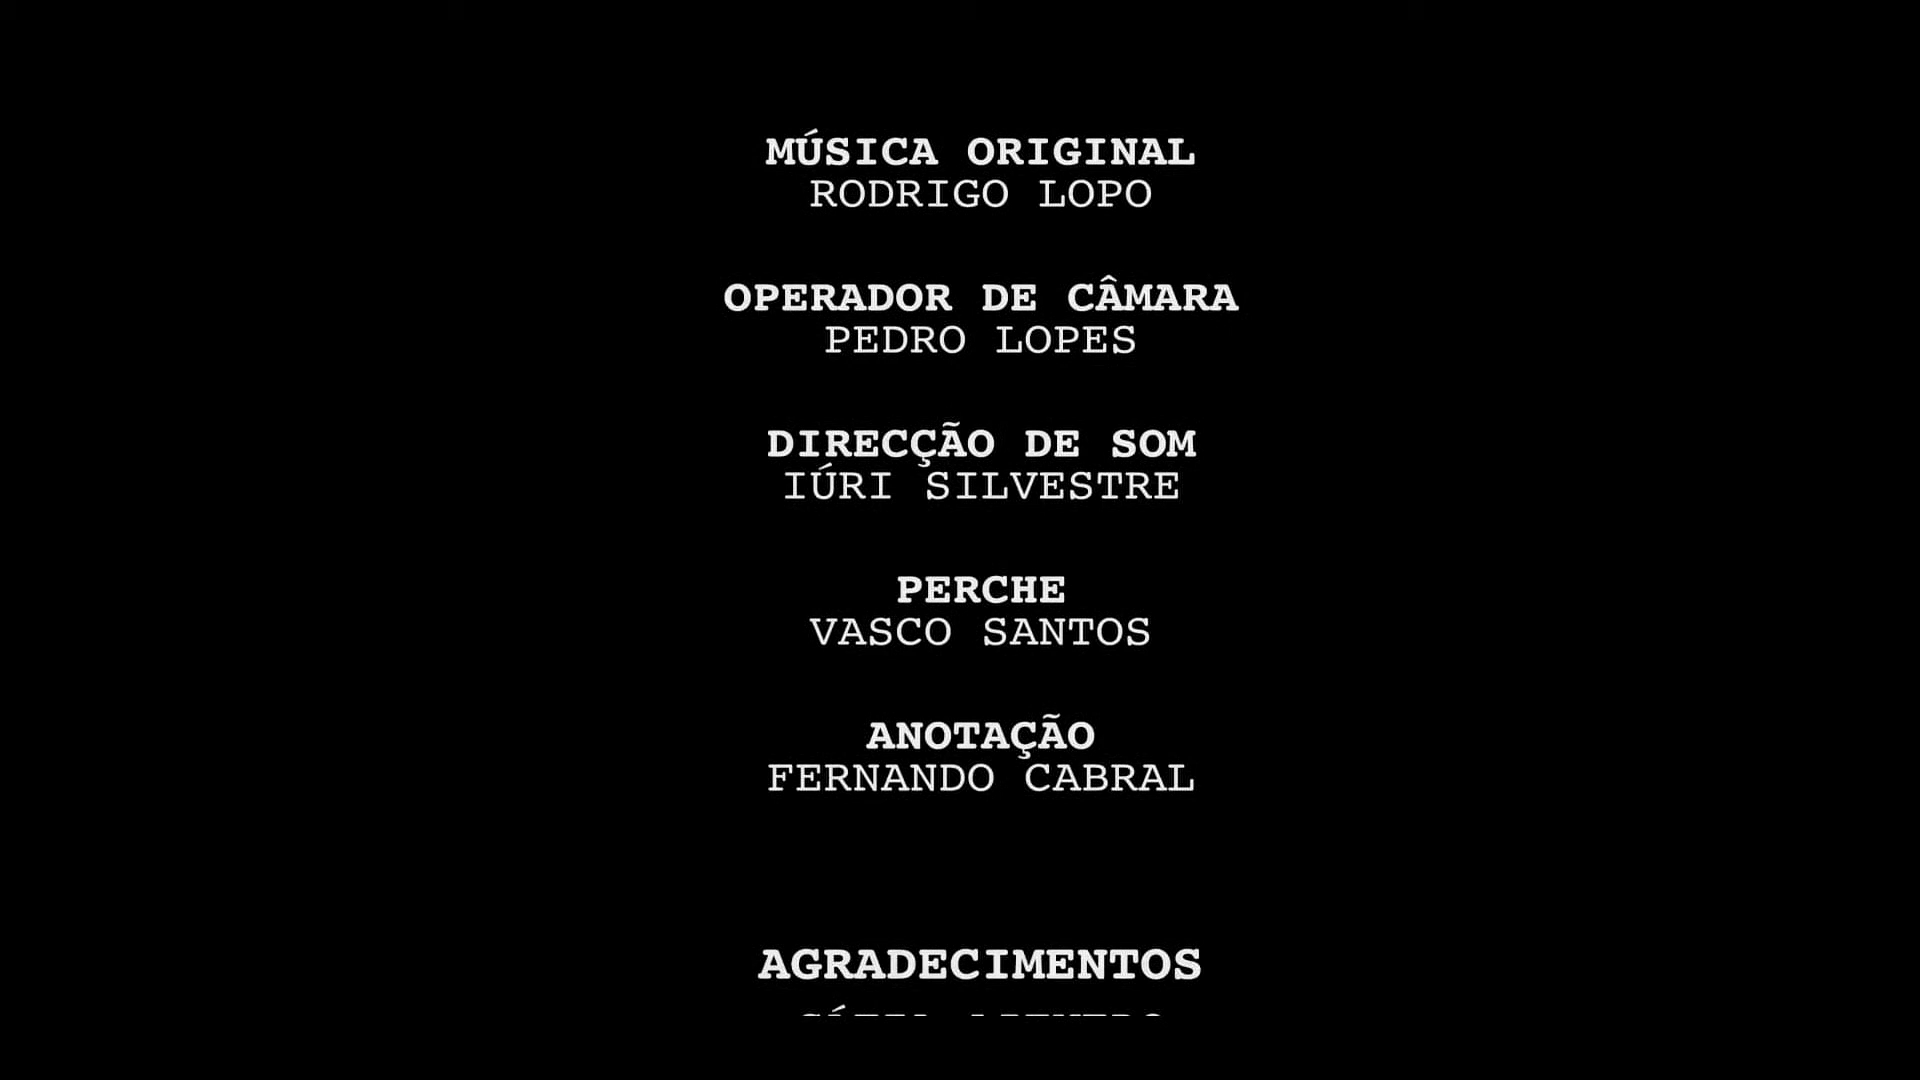 MÚSICA ORIGINAL
RODRIGO LOPO
OPERADOR DE CÂMARA
PEDRO LOPES
DIRECÇÃO DE SOM
IÚRI SILVESTRE
PERCHE
VASCO SANTOS
ANOTAÇÃO
FERNANDO CABRAL
AGRADECIMENTOS